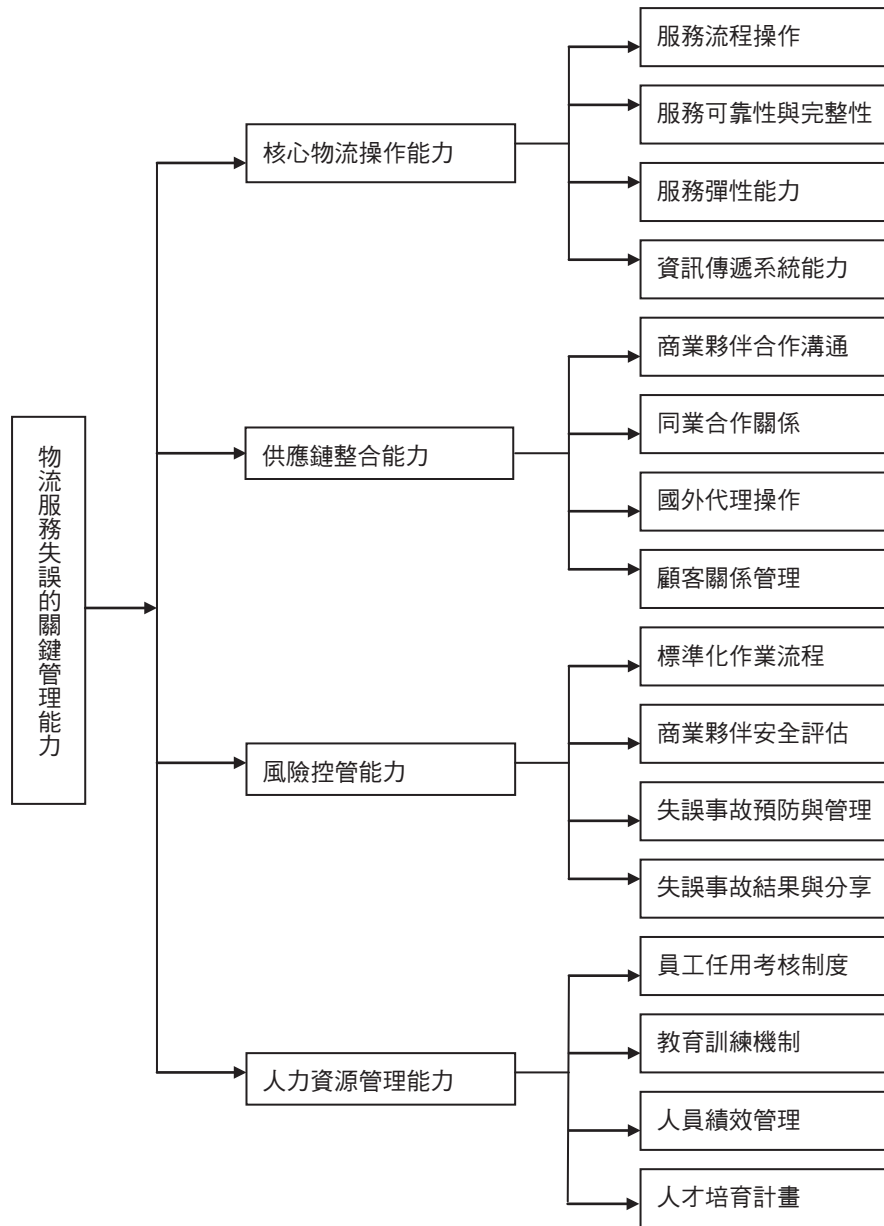 物流服務失誤的關鍵管理能力
核心物流操作能力
服務流程操作
服務可靠性與完整性
服務彈性能力
資訊傳遞系統能力
供應鏈整合能力
商業夥伴合作溝通
同業合作關係
國外代理操作
顧客關係管理
風險控管能力
標準化作業流程
商業夥伴安全評估
失誤事故預防與管理
失誤事故結果與分享
人力資源管理能力
員工任用考核制度
教育訓練機制
人員績效管理
人才培育計畫